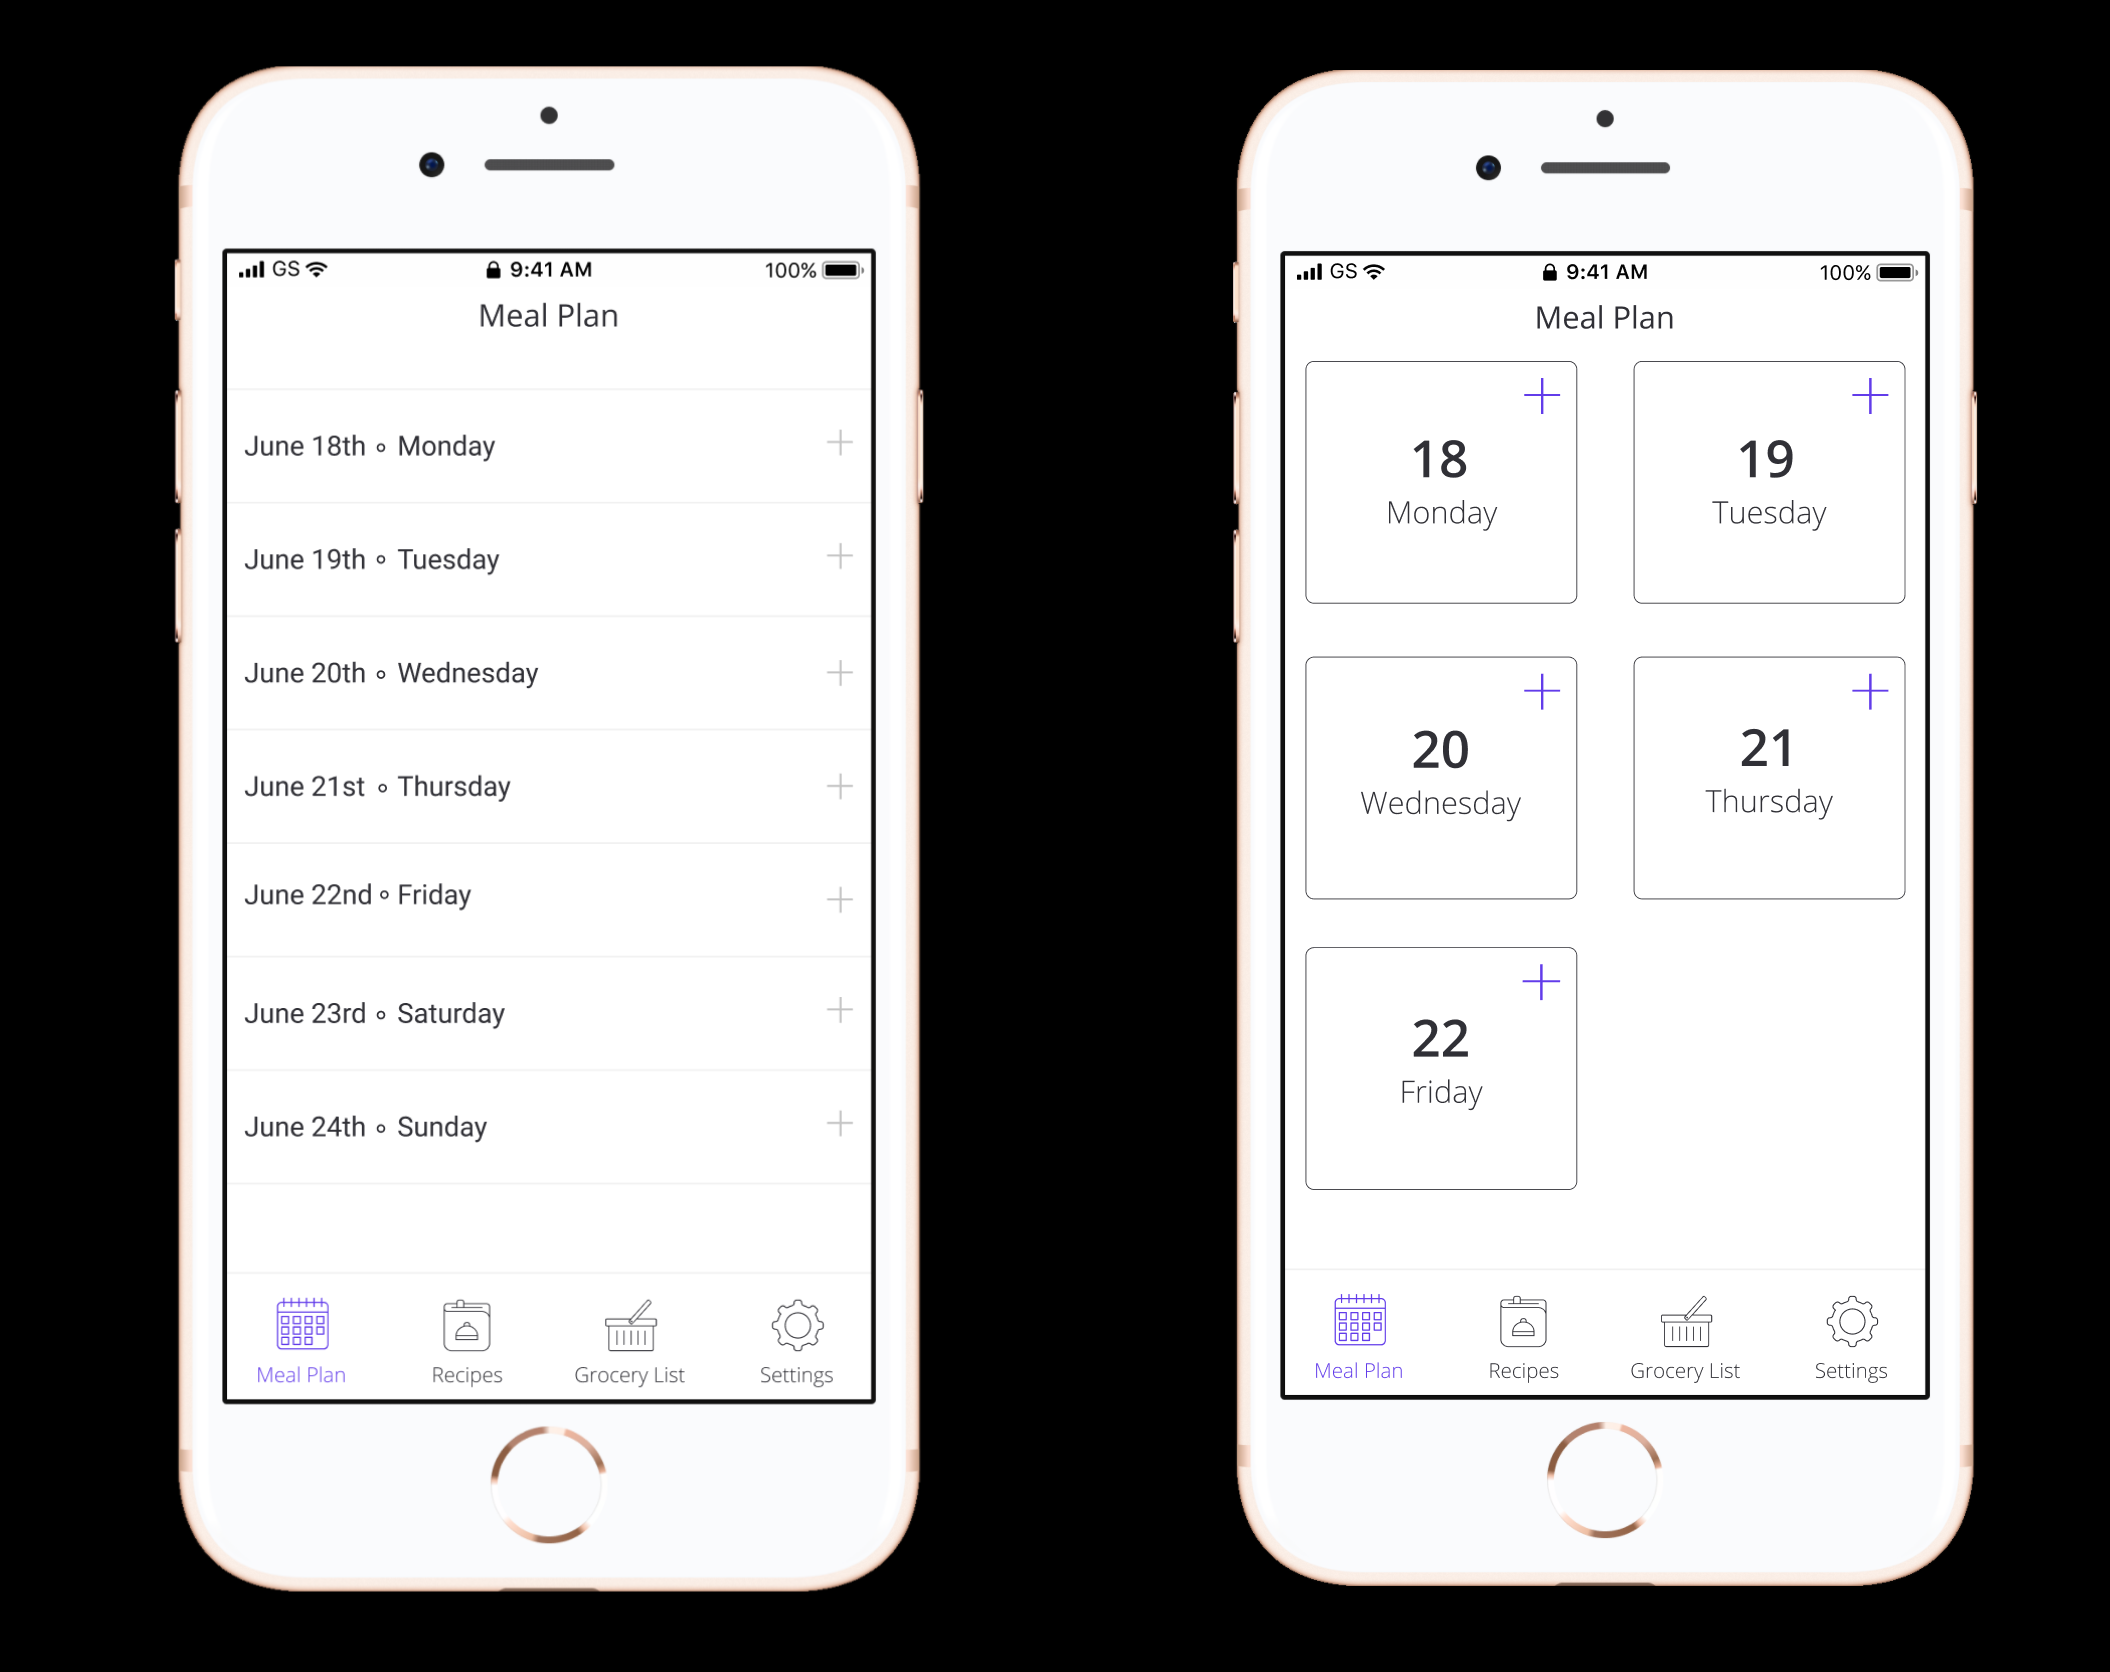 GS 9:41 AM 100%
Meal Plan
June 18th ∘ Monday
June 19th ∘ Tuesday
June 20th ∘ Wednesday
June 21st ∘ Thursday
June 22nd ∘ Friday
June 23rd ∘ Saturday
June 24th ∘ Sunday
Meal Plan Recipes Grocery List Settings
GS 9:41 AM 100%
Meal Plan
18 19
Monday Tuesday
20 21
Wednesday Thursday
22
Friday
Meal Plan Recipes Grocery List Settings